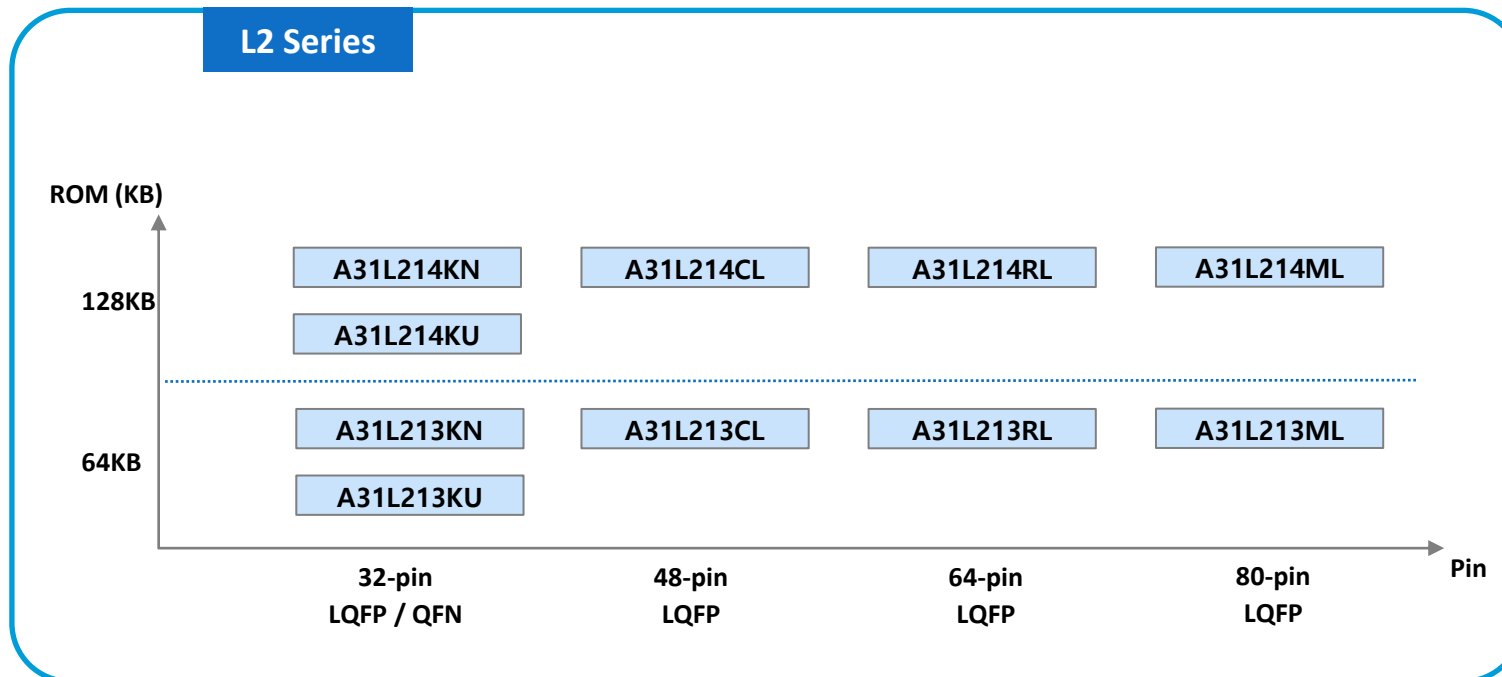 L2 Series
ROM (KB)
A31L214KN A31L214CL A31L214RL A31L214ML
128KB
A31L214KU
A31L213KN A31L213CL A31L213RL A31L213ML
64KB
A31L213KU
Pin
32-pin 48-pin 64-pin 80-pin
LQFP / QFN LQFP LQFP LQFP